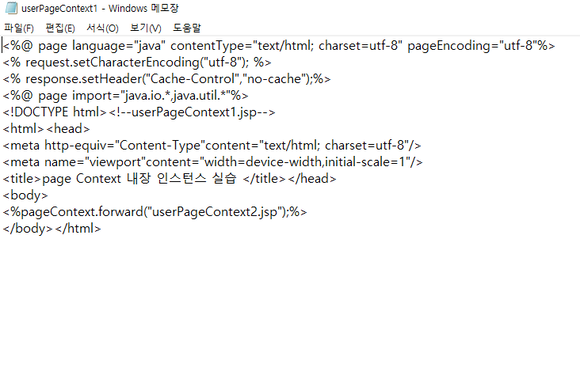 userPageContext1 - Windows 메모장
파일(F) 편집(E) 서식(O) 보기(V) 도움말
<%@ page language="java" contentType="text/html; charset=utf-8" pageEncoding="utf-8"%>
<% request.setCharacterEncoding("utf-8"); %>
<% response.setHeader("Cache-Control","no-cache");%>
<%@ page import="java.io.*,java.util.*"%>
<!DOCTYPE html><!--userPageContext1.jsp-->
<html><head>
<meta http-equiv="Content-Type"content="text/html; charset=utf-8"/>
<meta name="viewport"content="width=device-width,initial-scale=1"/>
<title>page Context 내장 인스턴스 실습 </title></head>
<body>
<%pageContext.forward("userPageContext2.jsp");%>
</body></html>